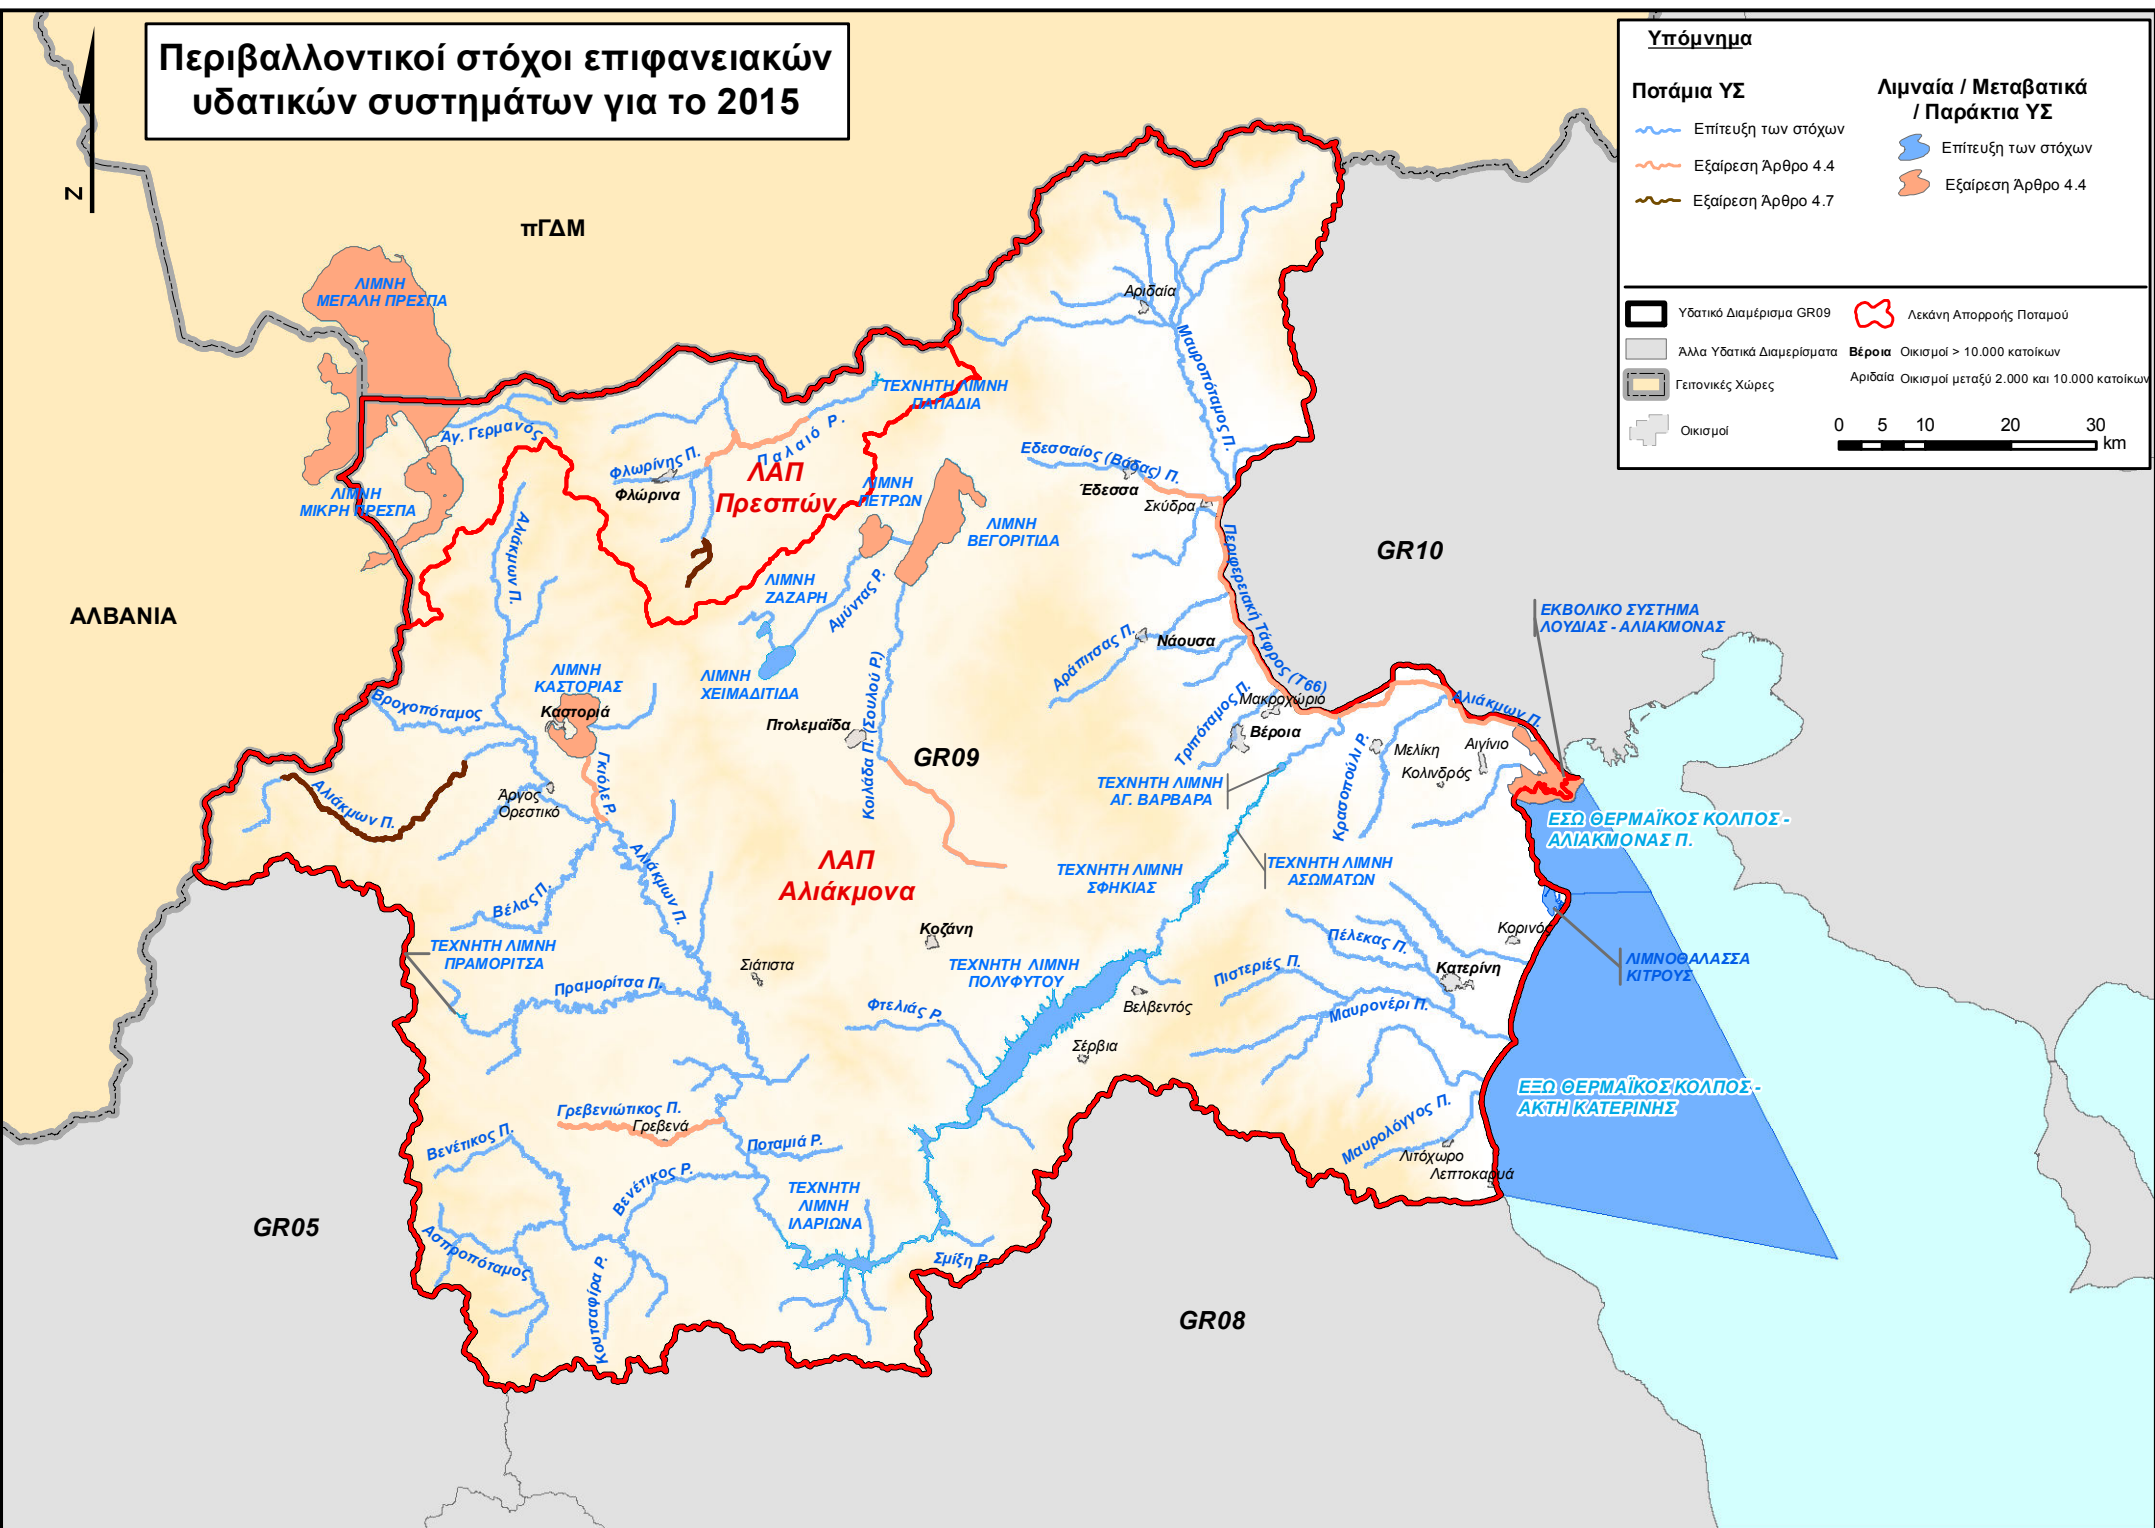 Περιβαλλοντικοί στόχοι επιφανειακών
υδατικών συστημάτων για το 2015
Υπόμνημα
Ποτάμια ΥΣ
Επίτευξη των στόχων
Εξαίρεση Άρθρο 4.4
Εξαίρεση Άρθρο 4.7
Λιμναία / Μεταβατικά
/ Παράκτια ΥΣ
Επίτευξη των στόχων
Εξαίρεση Άρθρο 4.4
Υδατικό Διαμέρισμα GR09
Λεκάνη Απορροής Ποταμού
Άλλα Υδατικά Διαμερίσματα
Βέροια Οικισμοί > 10.000 κατοίκων
Γειτονικές Χώρες
Αριδαία Οικισμοί μεταξύ 2.000 και 10.000 κατοίκων
Οικισμοί
0 5 10 20 30
km
N
πΓΔΜ
ΛΙΜΝΗ
ΜΕΓΑΛΗ ΠΡΕΣΠΑ
Αριδαία
Μαυροπόταμος Π.
ΤΕΧΝΗΤΗ ΛΙΜΝΗ
ΠΑΠΑΔΙΑ
Αγ. Γερμανός
Παλαιό Ρ.
Φλωρίνης Π.
Φλώρινα
ΛΑΠ
Πρεσπών
ΛΙΜΝΗ
ΠΕΤΡΩΝ
Εδεσσαίος (Βόδας) Π.
Έδεσσα
Σκύδρα
ΛΙΜΝΗ
ΜΙΚΡΗ ΠΡΕΣΠΑ
ΛΙΜΝΗ
ΒΕΓΟΡΙΤΙΔΑ
Αλιάκμων Π.
GR10
Περιφερειακή Τάφρος (Τ66)
ΑΛΒΑΝΙΑ
ΛΙΜΝΗ
ΖΑΖΑΡΗ
Αμύντας Ρ.
Αράπιτσας Π.
Νάουσα
ΕΚΒΟΛΙΚΟ ΣΥΣΤΗΜΑ
ΛΟΥΔΙΑΣ - ΑΛΙΑΚΜΟΝΑΣ
ΛΙΜΝΗ
ΚΑΣΤΟΡΙΑΣ
Καστοριά
ΛΙΜΝΗ
ΧΕΙΜΑΔΙΤΙΔΑ
Βροχοπόταμος
Πτολεμαΐδα
Κοιλάδα Π. (Σουλού Ρ.)
GR09
Τριπόταμος Π.
Μακροχώριο
Βέροια
Αλιάκμων Π.
Μελίκη
Αιγίνιο
Κολινδρός
Κρασοπούλι Ρ.
Γκιόλε Ρ.
Αλιάκμων Π.
Άργος
Ορεστικό
ΤΕΧΝΗΤΗ ΛΙΜΝΗ
ΑΓ. ΒΑΡΒΑΡΑ
ΕΣΩ ΘΕΡΜΑΪΚΟΣ ΚΟΛΠΟΣ -
ΑΛΙΑΚΜΟΝΑΣ Π.
Αλιάκμων Π.
ΛΑΠ
Αλιάκμονα
ΤΕΧΝΗΤΗ ΛΙΜΝΗ
ΣΦΗΚΙΑΣ
ΤΕΧΝΗΤΗ ΛΙΜΝΗ
ΑΣΩΜΑΤΩΝ
Βέλας Π.
ΤΕΧΝΗΤΗ ΛΙΜΝΗ
ΠΡΑΜΟΡΙΤΣΑ
Κοζάνη
Σιάτιστα
Πραμορίτσα Π.
ΤΕΧΝΗΤΗ ΛΙΜΝΗ
ΠΟΛΥΦΥΤΟΥ
Πέλεκας Π.
Κορινός
Πιστεριές Π.
Κατερίνη
ΛΙΜΝΟΘΑΛΑΣΣΑ
ΚΙΤΡΟΥΣ
Φτελιάς Ρ.
Βελβεντός
Μαυρονέρι Π.
Σέρβια
ΕΞΩ ΘΕΡΜΑΪΚΟΣ ΚΟΛΠΟΣ -
ΑΚΤΗ ΚΑΤΕΡΙΝΗΣ
Γρεβενιώτικος Π.
Γρεβενά
Βενέτικος Π.
Ποταμιά Ρ.
Μαυρολόγγος Π.
Λιτόχωρο
Λεπτοκαρυά
Βενέτικος Ρ.
ΤΕΧΝΗΤΗ
ΛΙΜΝΗ
ΙΛΑΡΙΩΝΑ
GR05
Ασπροπόταμος
Κουτσαφίρα Ρ.
Σμίξη Ρ.
GR08